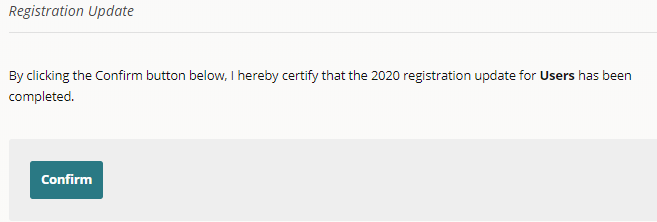 Registration Update
By clicking the Confirm button below, I hereby certify that the 2020 registration update for Users has been
completed.
Confirm